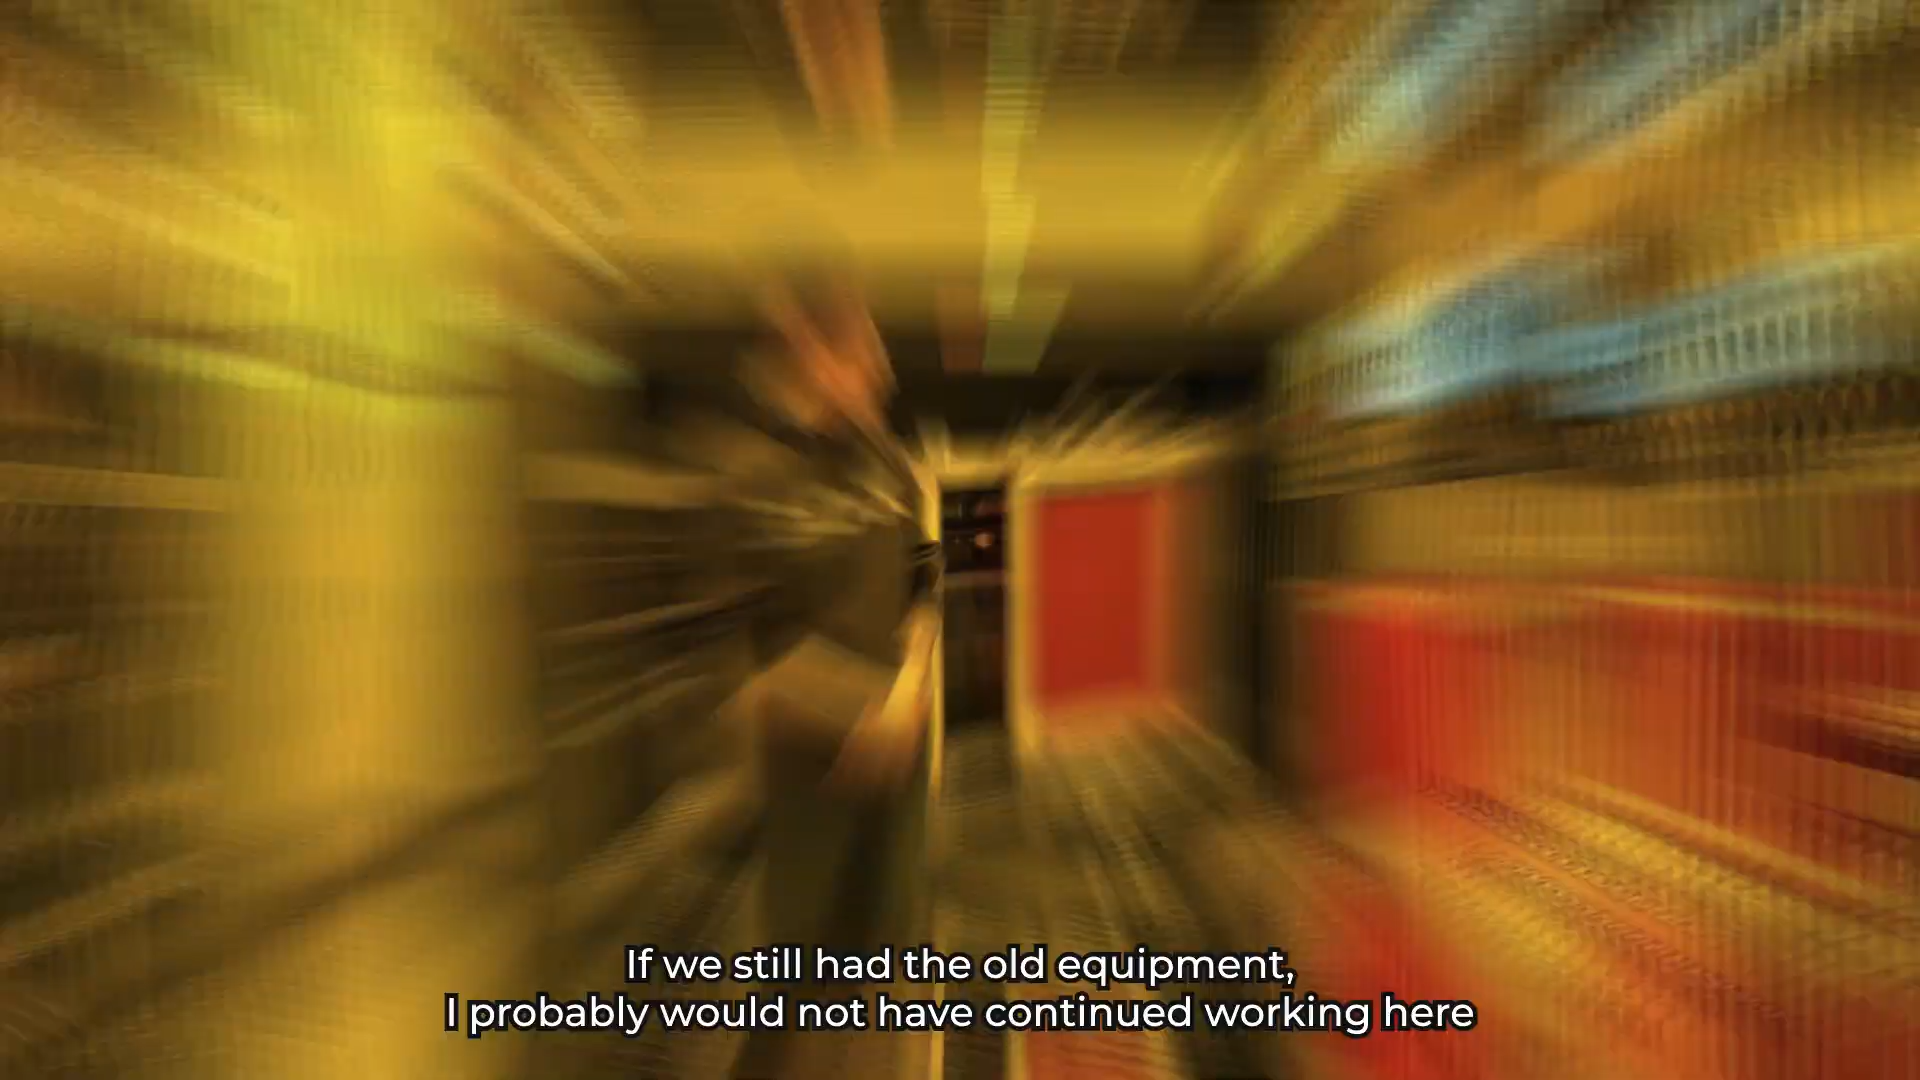 If we still had the old equipment,
I probably would not have continued working here